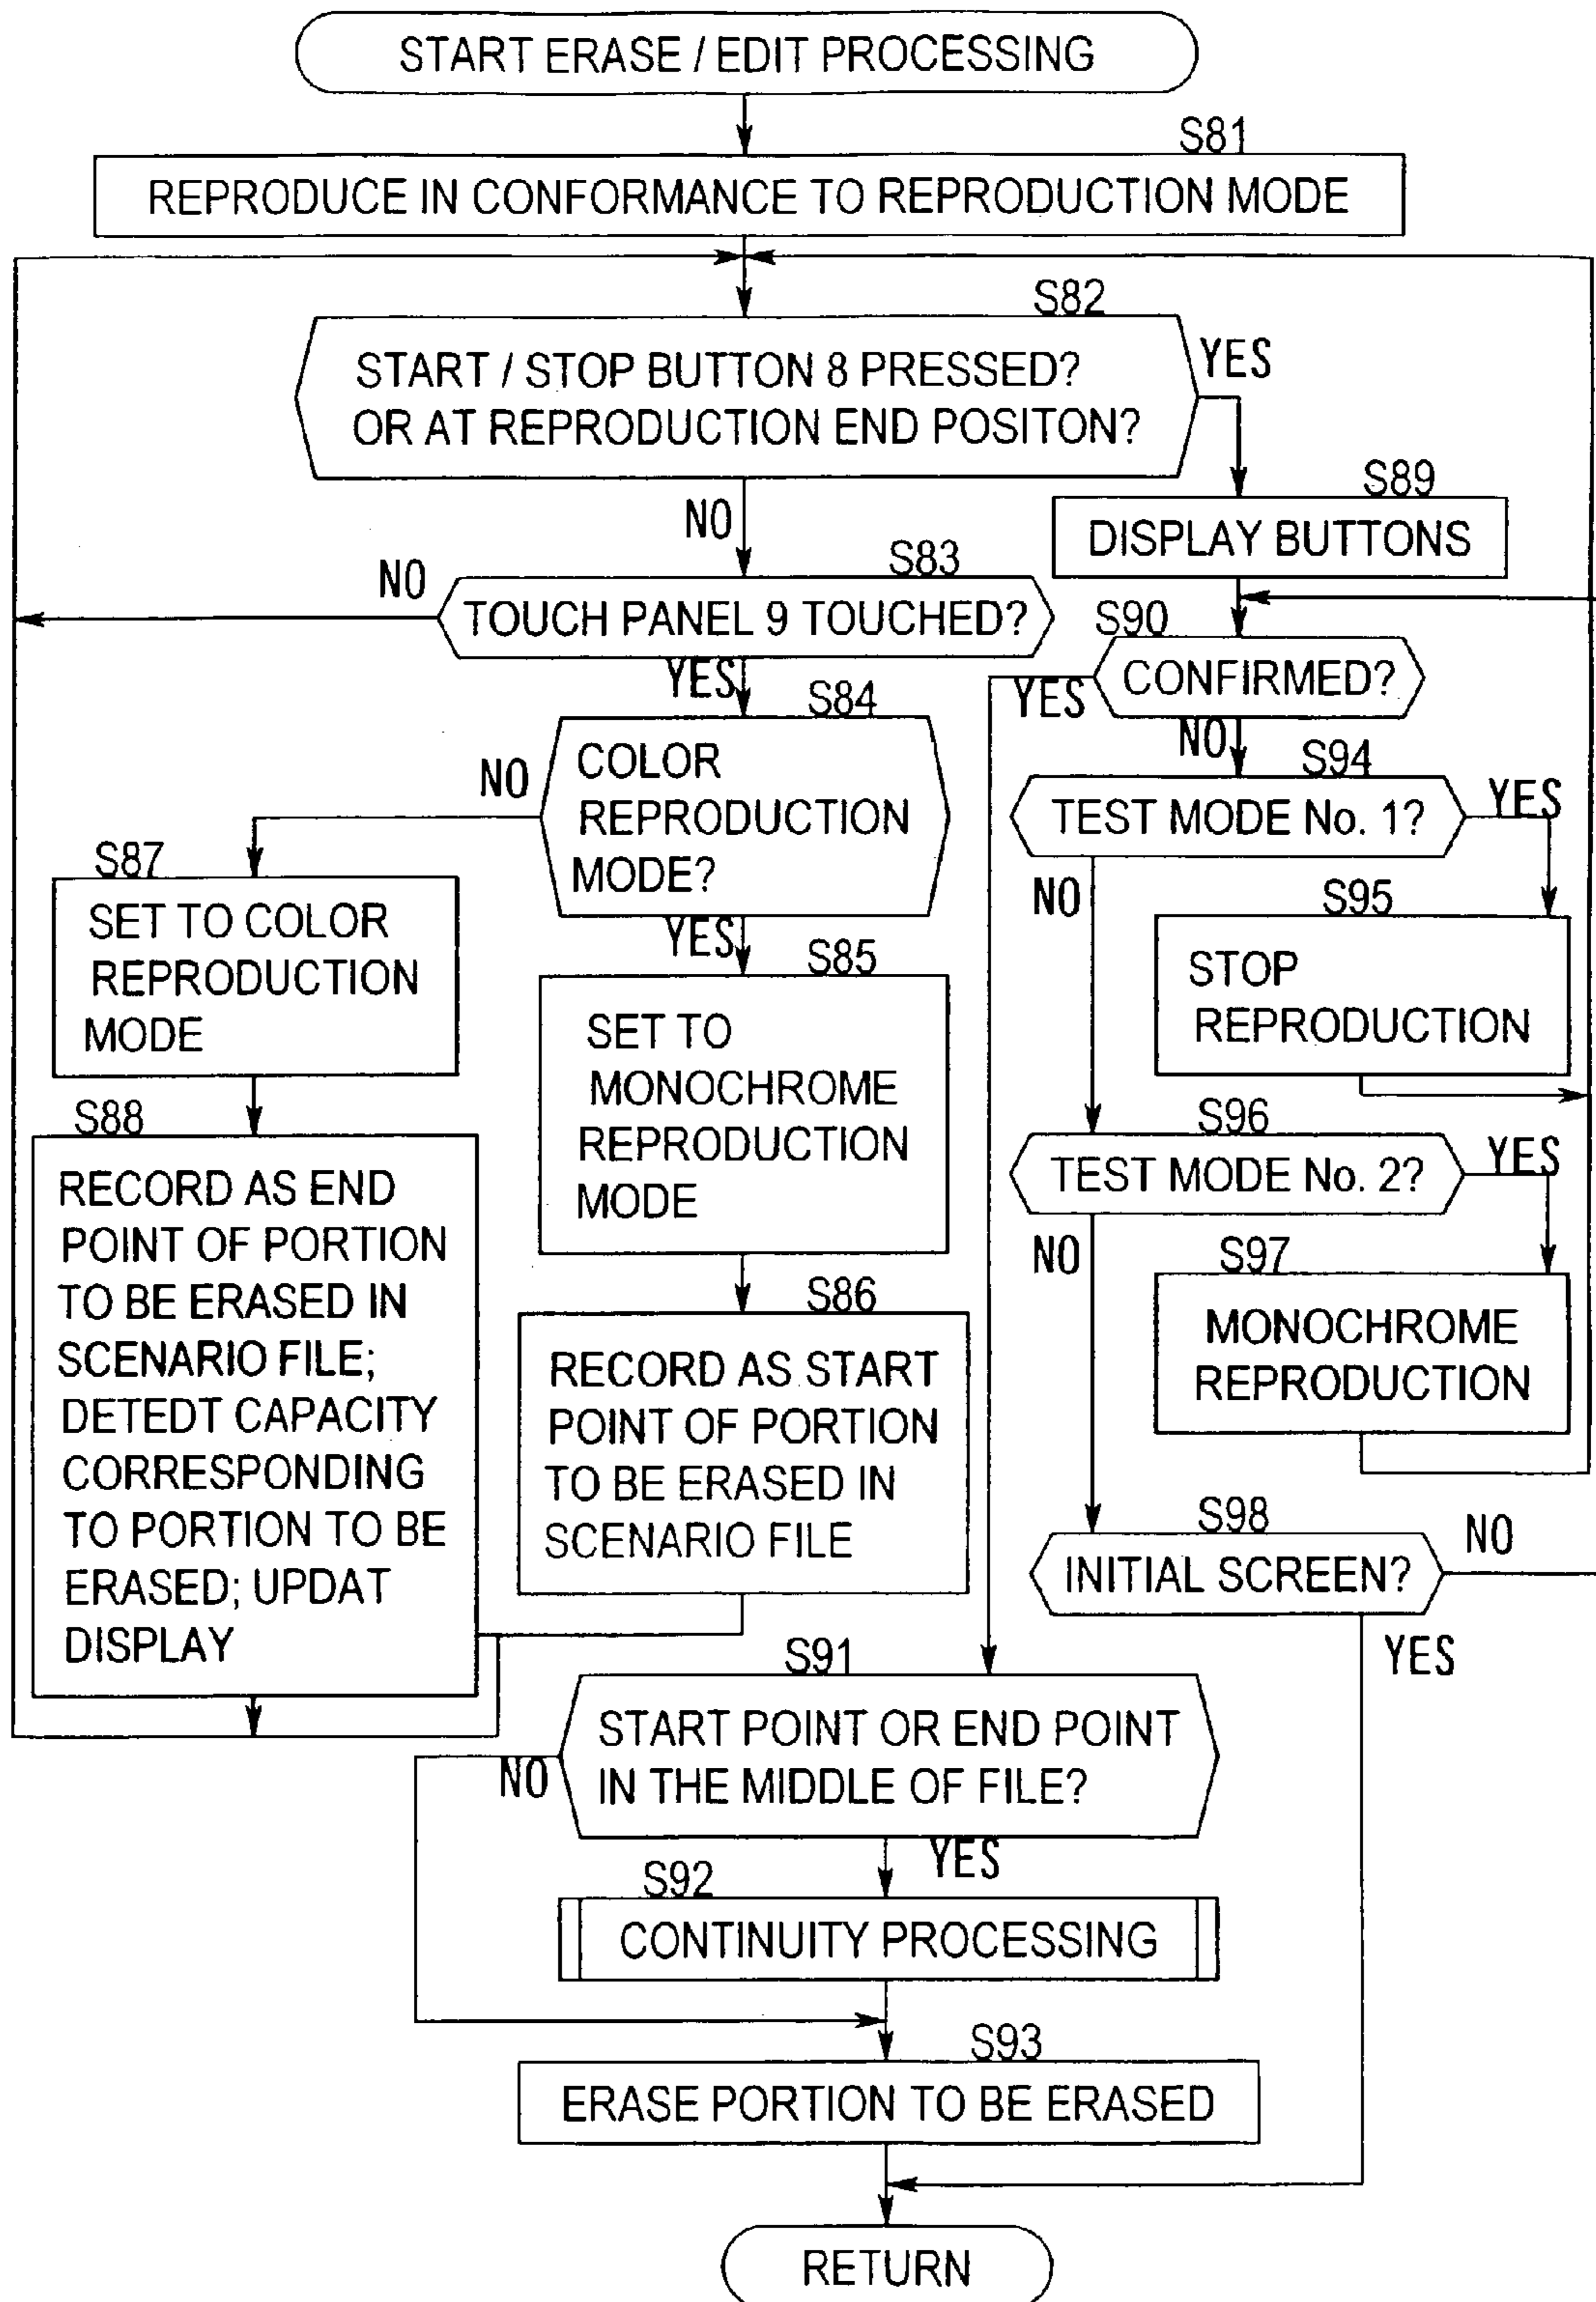 START ERASE / EDIT PROCESSING
S81
REPRODUCE IN CONFORMANCE TO REPRODUCTION MODE
S82
START / STOP BUTTON 8 PRESSED?
OR AT REPRODUCTION END POSITON?
YES
NO
S89
DISPLAY BUTTONS
S83
NO
TOUCH PANEL 9 TOUCHED?
YES
S90
CONFIRMED?
YES
NO
S84
COLOR
REPRODUCTION
MODE?
NO
YES
S94
TEST MODE No. 1?
YES
NO
S87
SET TO COLOR
REPRODUCTION
MODE
S85
SET TO
MONOCHROME
REPRODUCTION
MODE
S95
STOP
REPRODUCTION
S88
RECORD AS END
POINT OF PORTION
TO BE ERASED IN
SCENARIO FILE;
DETEDT CAPACITY
CORRESPONDING
TO PORTION TO BE
ERASED; UPDAT
DISPLAY
S96
TEST MODE No. 2?
YES
NO
S86
RECORD AS START
POINT OF PORTION
TO BE ERASED IN
SCENARIO FILE
S97
MONOCHROME
REPRODUCTION
S98
INITIAL SCREEN?
NO
YES
S91
START POINT OR END POINT
IN THE MIDDLE OF FILE?
NO
YES
S92
CONTINUITY PROCESSING
S93
ERASE PORTION TO BE ERASED
RETURN